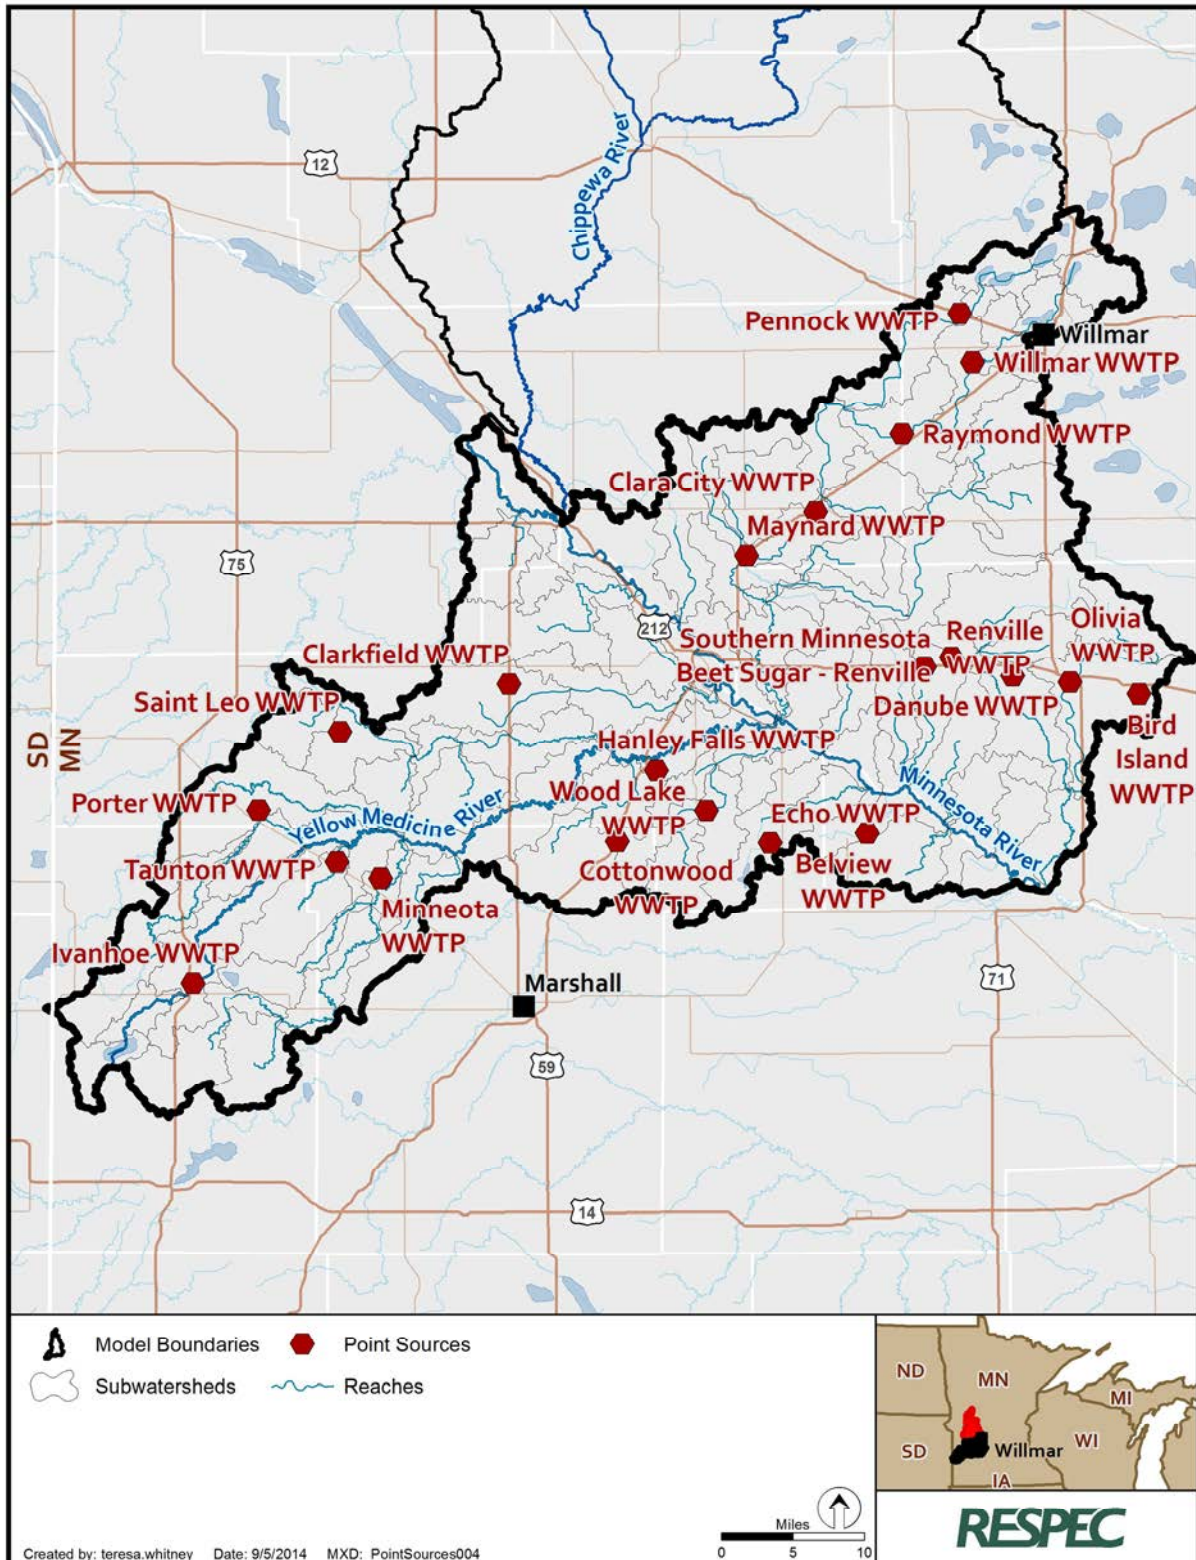 12
Chippewa River
Pennock WWTP
Willmar
Willmar WWTP
Raymond WWTP
Clara City WWTP
Maynard WWTP
75
212
Southern Minnesota
Beet Sugar - Renville
Renville
WWTP
Olivia
WWTP
Clarkfield WWTP
Danube WWTP
Saint Leo WWTP
Bird
Island
WWTP
SD
MN
Hanley Falls WWTP
Wood Lake
WWTP
Porter WWTP
Yellow Medicine River
Minnesota River
Echo WWTP
Taunton WWTP
Cottonwood
WWTP
Belview
WWTP
Minneota
WWTP
Ivanhoe WWTP
Marshall
71
59
14
Model Boundaries
Point Sources
Subwatersheds
Reaches
ND
MN
MI
SD
Willmar
WI
IA
Miles
0 5 10
RESPEC
Created by: teresa.whitney Date: 9/5/2014 MXD: PointSources004